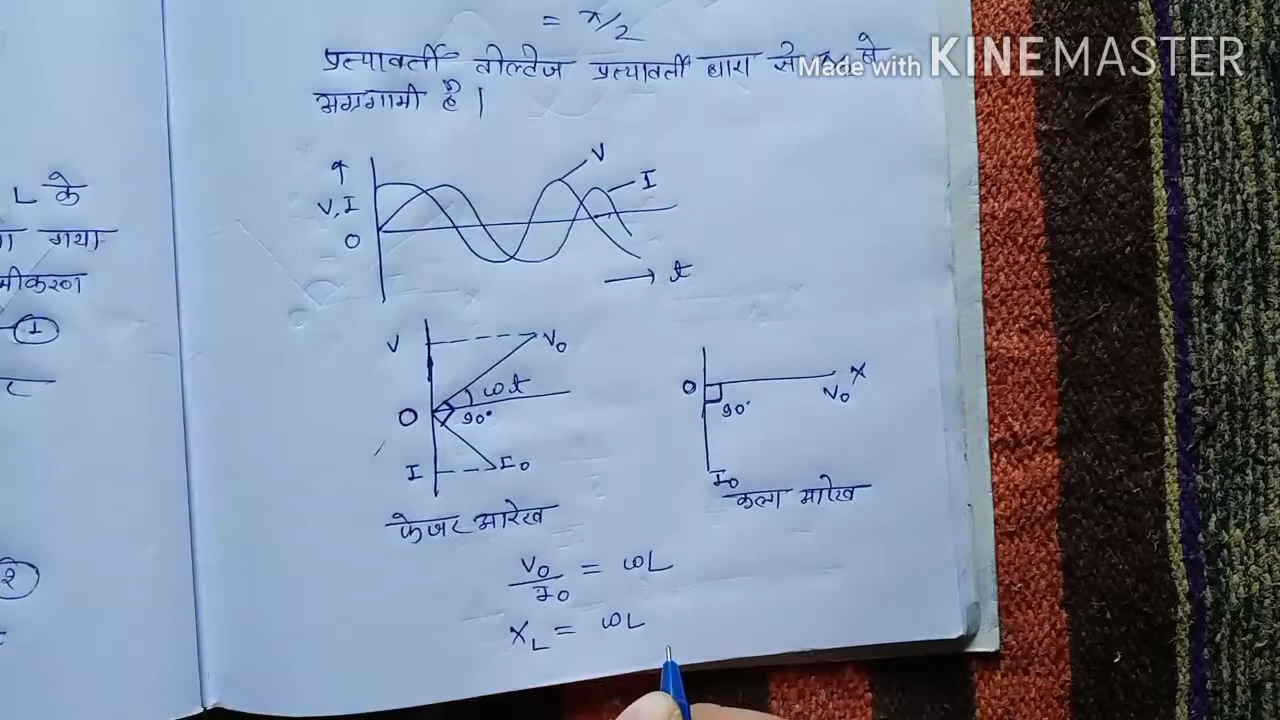 = π/2
प्रत्यावर्ती वोल्टेज प्रत्यावर्ती धारा से
Made with KINEMASTER
अग्रगामी है।
L के
गया
मीकरण
1
2
V
I
V, I
O
t
V
V₀
ωt
O
90°
I
I₀
फेजर आरेख
O
X
V₀
90°
I₀
कला आरेख
V₀/I₀ = ωL
X_L = ωL